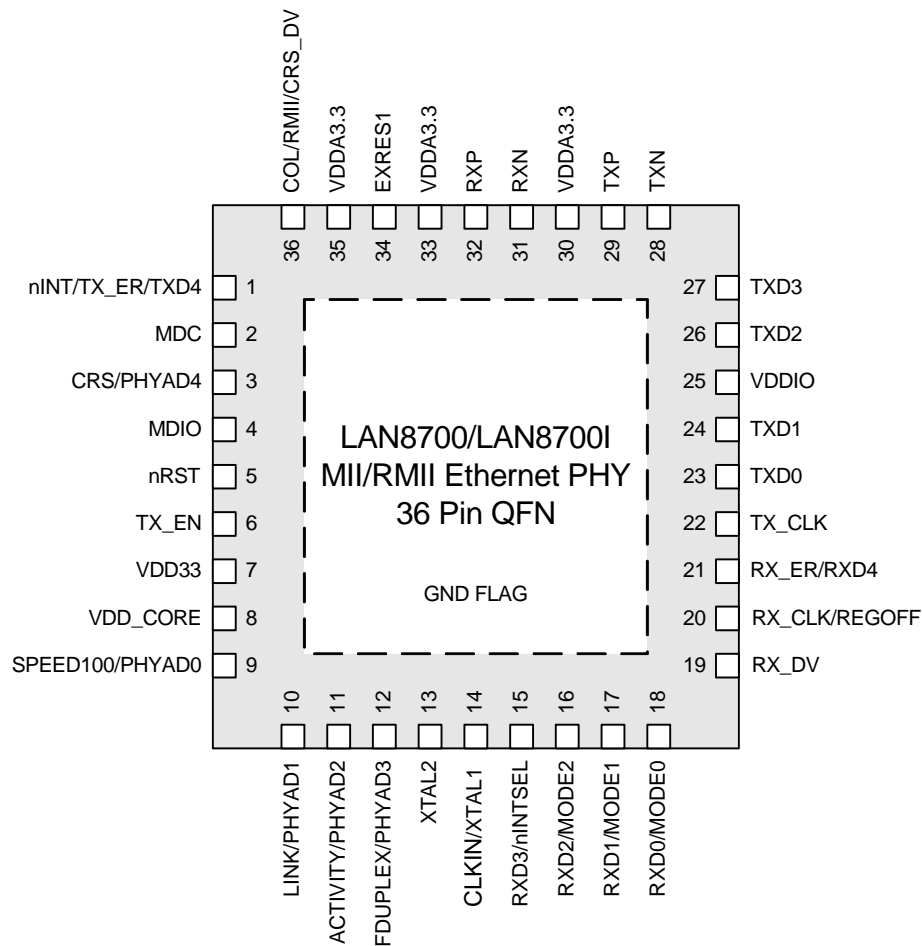 COL/RMII/CRS_DV
VDDA3.3
EXRES1
VDDA3.3
RXP
RXN
VDDA3.3
TXP
TXN
36
35
34
33
32
31
30
29
28
nINT/TX_ER/TXD4 1
MDC 2
CRS/PHYAD4 3
MDIO 4
nRST 5
TX_EN 6
VDD33 7
VDD_CORE 8
SPEED100/PHYAD0 9
27 TXD3
26 TXD2
25 VDDIO
24 TXD1
23 TXD0
22 TX_CLK
21 RX_ER/RXD4
20 RX_CLK/REGOFF
19 RX_DV
LAN8700/LAN8700I
MII/RMII Ethernet PHY
36 Pin QFN
GND FLAG
10
11
12
13
14
15
16
17
18
LINK/PHYAD1
ACTIVITY/PHYAD2
FDUPLEX/PHYAD3
XTAL2
CLKIN/XTAL1
RXD3/nINTSEL
RXD2/MODE2
RXD1/MODE1
RXD0/MODE0